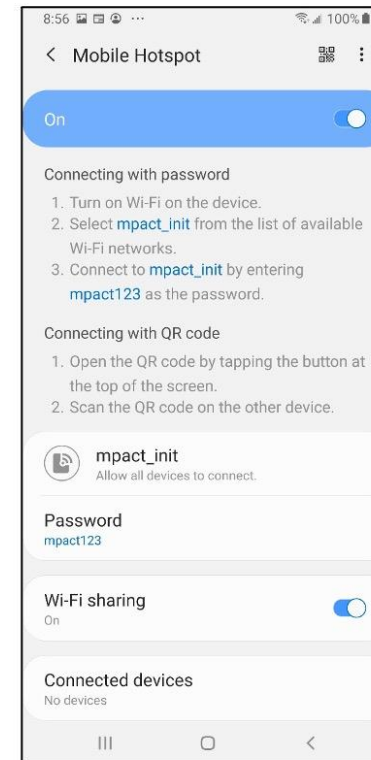 8:56 ... 100%
Mobile Hotspot
On
Connecting with password
1. Turn on Wi-Fi on the device.
2. Select mpact_init from the list of available
Wi-Fi networks.
3. Connect to mpact_init by entering
mpact123 as the password.
Connecting with QR code
1. Open the QR code by tapping the button at
the top of the screen.
2. Scan the QR code on the other device.
mpact_init
Allow all devices to connect.
Password
mpact123
Wi-Fi sharing
On
Connected devices
No devices